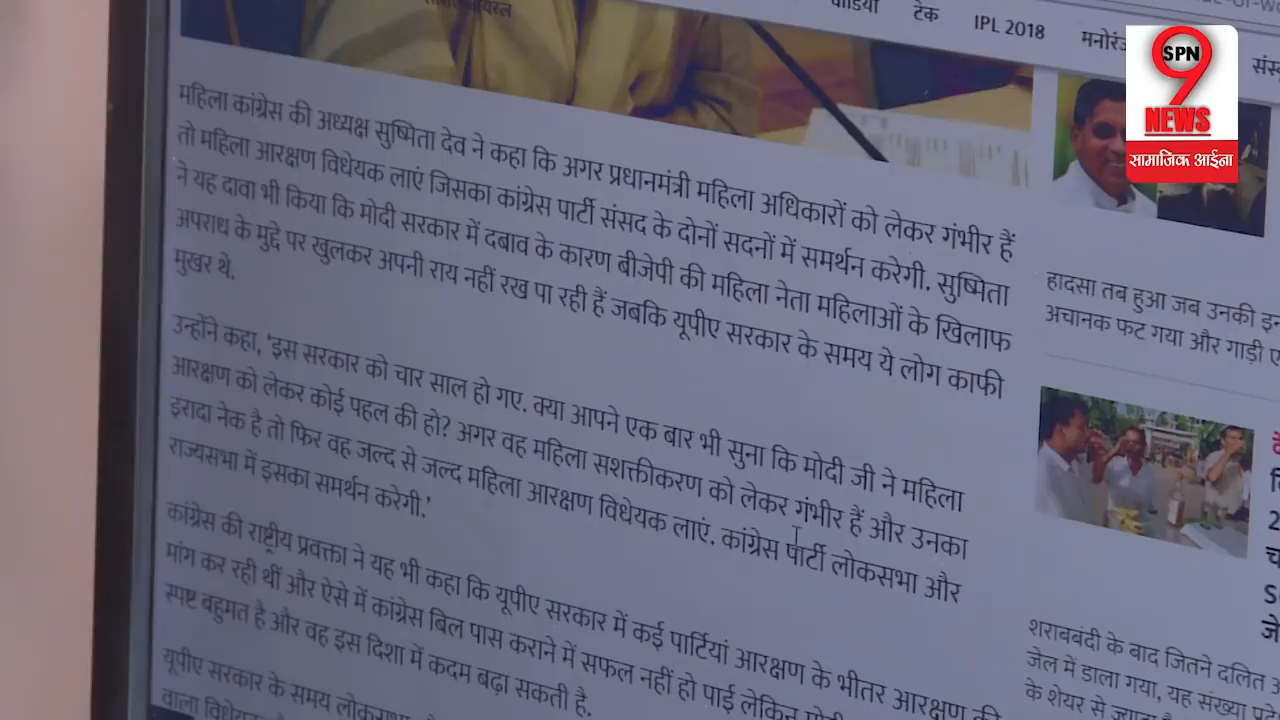 वायरल
टेक
IPL 2018
SPN
9
NEWS
सामाजिक आईना
महिला कांग्रेस की अध्यक्ष सुष्मिता देव ने कहा कि अगर प्रधानमंत्री महिला अधिकारों को लेकर गंभीर हैं
तो महिला आरक्षण विधेयक लाएं जिसका कांग्रेस पार्टी संसद के दोनों सदनों में समर्थन करेगी. सुष्मिता
ने यह दावा भी किया कि मोदी सरकार में दबाव के कारण बीजेपी की महिला नेता महिलाओं के खिलाफ
अपराध के मुद्दे पर खुलकर अपनी राय नहीं रख पा रही हैं जबकि यूपीए सरकार के समय ये लोग काफी
मुखर थे.
उन्होंने कहा, 'इस सरकार को चार साल हो गए. क्या आपने एक बार भी सुना कि मोदी जी ने महिला
आरक्षण को लेकर कोई पहल की हो? अगर वह महिला सशक्तीकरण को लेकर गंभीर हैं और उनका
इरादा नेक है तो फिर वह जल्द से जल्द महिला आरक्षण विधेयक लाएं. कांग्रेस पार्टी लोकसभा और
राज्यसभा में इसका समर्थन करेगी.'
कांग्रेस की राष्ट्रीय प्रवक्ता ने यह भी कहा कि यूपीए सरकार में कई पार्टियां आरक्षण के भीतर आरक्षण की
मांग कर रही थीं और ऐसे में कांग्रेस बिल पास कराने में सफल नहीं हो पाई लेकिन
स्पष्ट बहुमत है और वह इस दिशा में कदम बढ़ा सकती है.
यूपीए सरकार के समय
वाला
हादसा तब हुआ जब उनकी
अचानक फट गया और गाड़ी
शराबबंदी के बाद जितने दलित
जेल में डाला गया, यह संख्या
के शेयर से